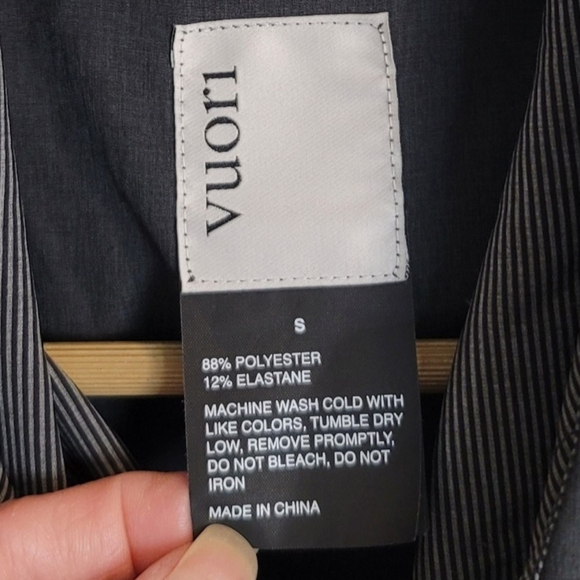 vuori
S
88% POLYESTER
12% ELASTANE
MACHINE WASH COLD WITH
LIKE COLORS, TUMBLE DRY
LOW, REMOVE PROMPTLY,
DO NOT BLEACH, DO NOT
IRON
MADE IN CHINA